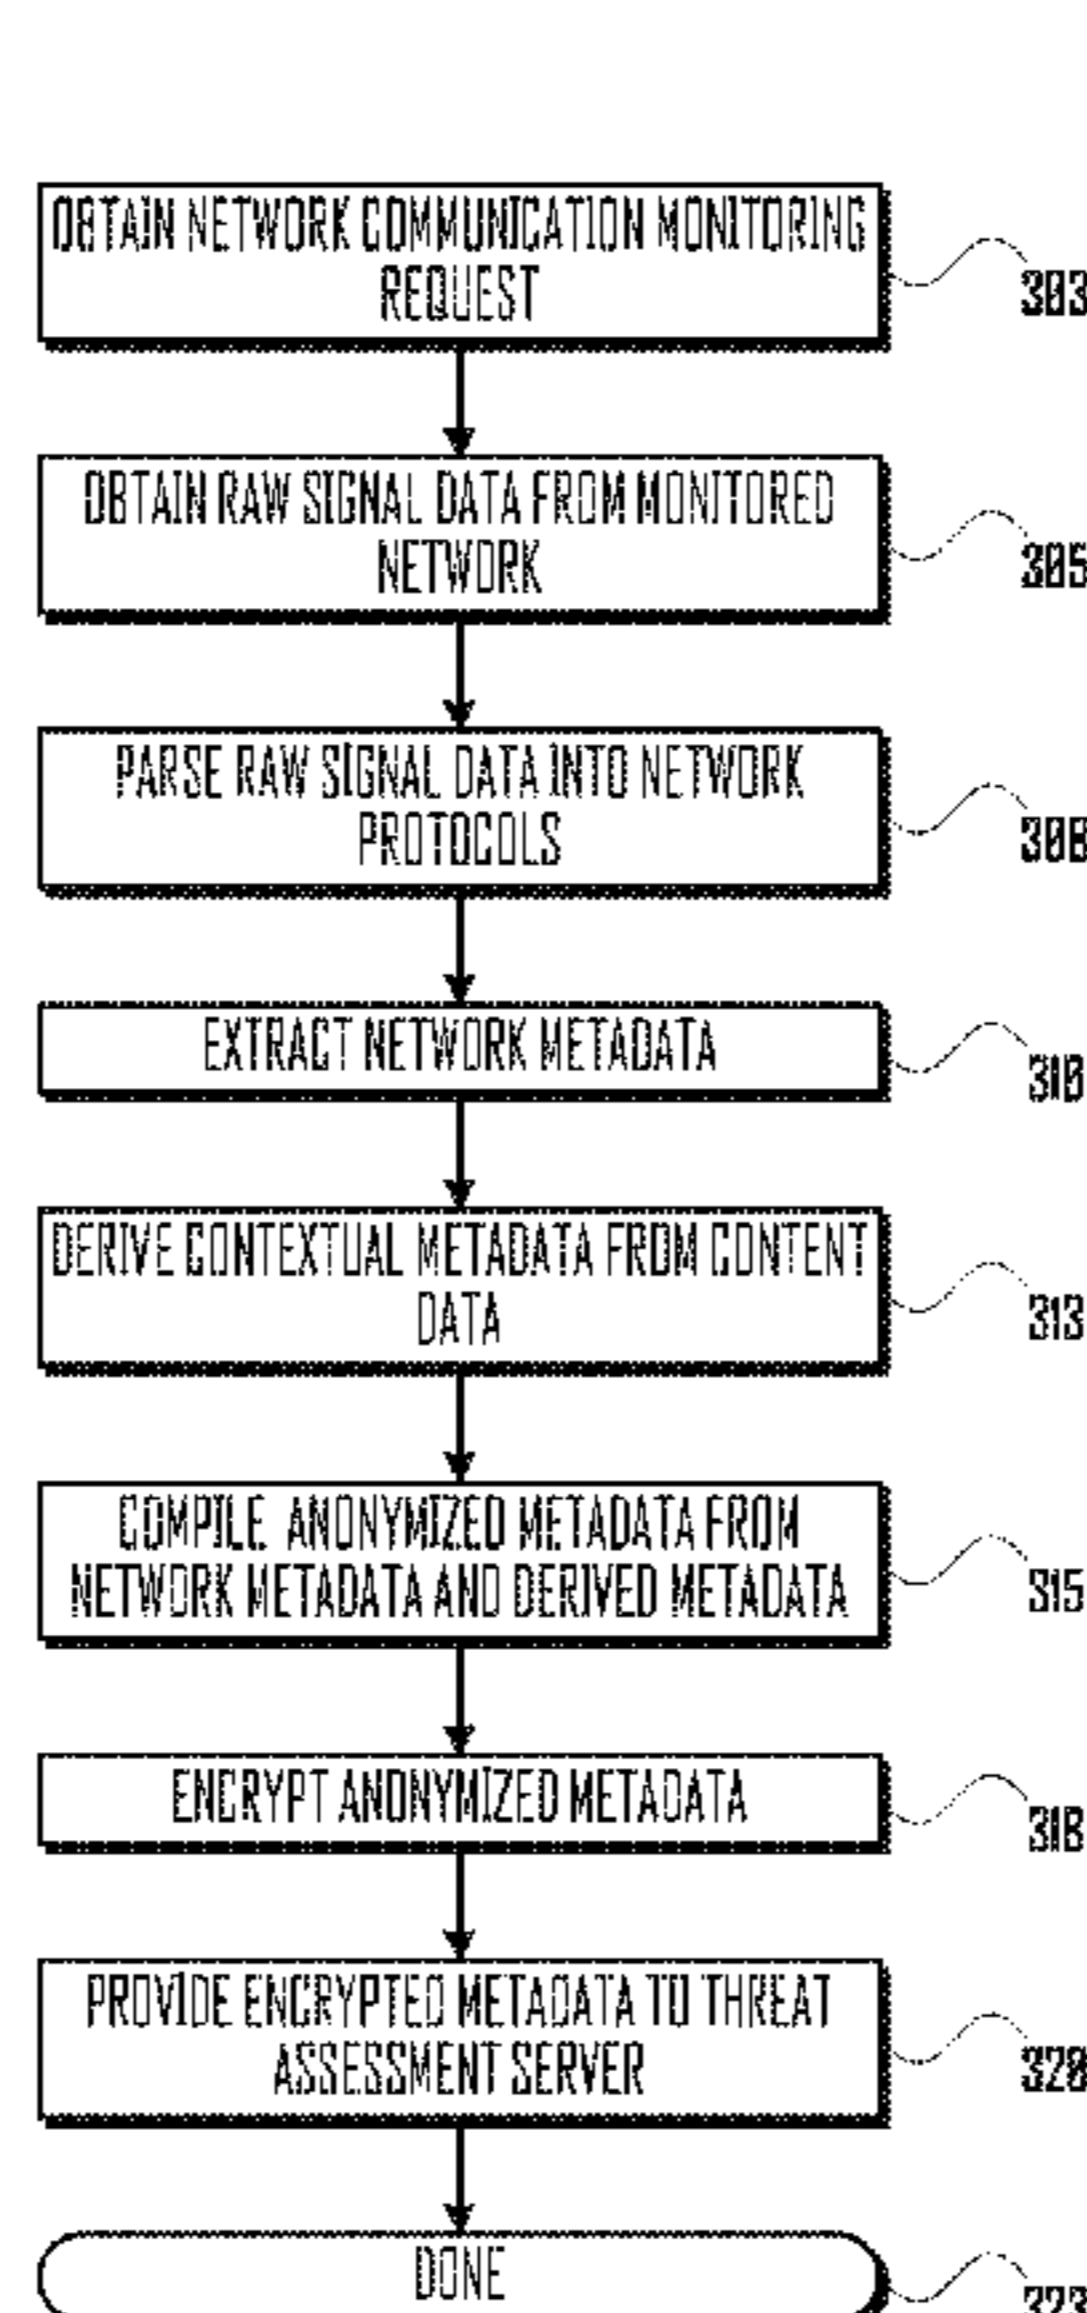 OBTAIN NETWORK COMMUNICATION MONITORING
REQUEST
303
OBTAIN RAW SIGNAL DATA FROM MONITORED
NETWORK
305
PARSE RAW SIGNAL DATA INTO NETWORK
PROTOCOLS
308
EXTRACT NETWORK METADATA
310
DERIVE CONTEXTUAL METADATA FROM CONTENT
DATA
313
COMPILE ANONYMIZED METADATA FROM
NETWORK METADATA AND DERIVED METADATA
315
ENCRYPT ANONYMIZED METADATA
318
PROVIDE ENCRYPTED METADATA TO THREAT
ASSESSMENT SERVER
320
DONE
323